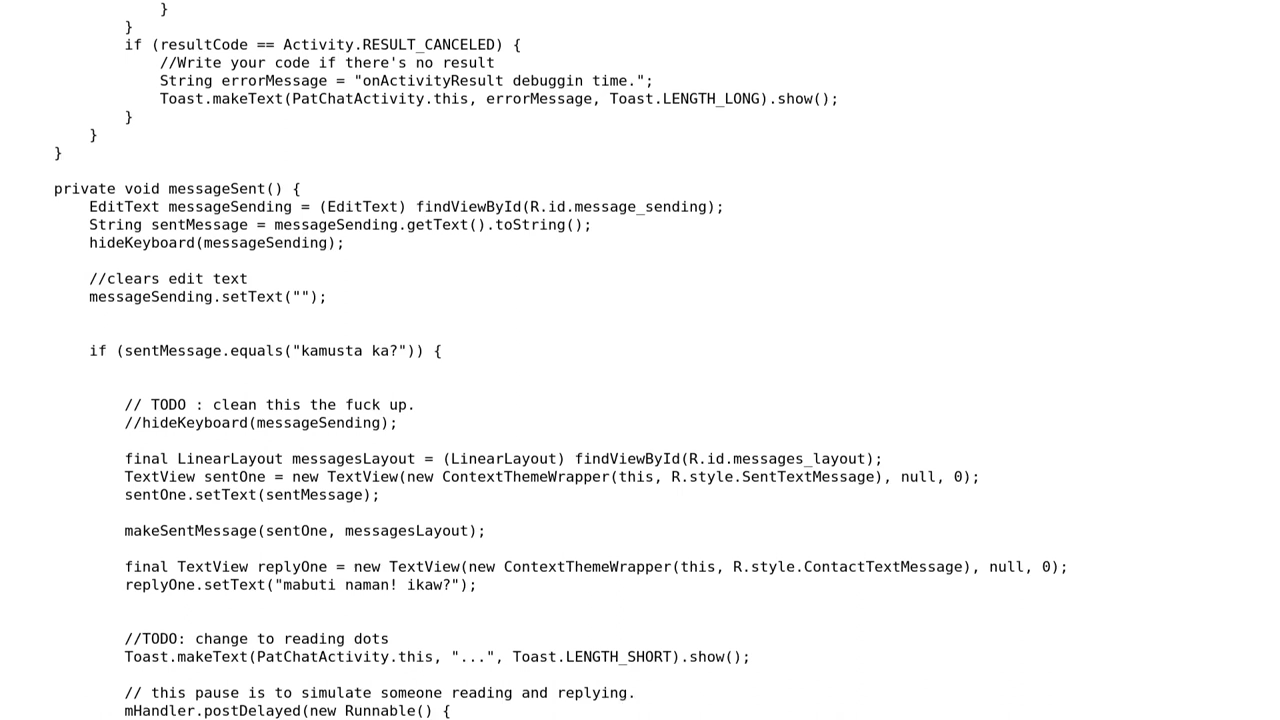 }
}
if (resultCode == Activity.RESULT_CANCELED) {
//Write your code if there's no result
String errorMessage = "onActivityResult debuggin time.";
Toast.makeText(PatChatActivity.this, errorMessage, Toast.LENGTH_LONG).show();
}
}
}
private void messageSent() {
EditText messageSending = (EditText) findViewById(R.id.message_sending);
String sentMessage = messageSending.getText().toString();
hideKeyboard(messageSending);
//clears edit text
messageSending.setText("");
if (sentMessage.equals("kamusta ka?")) {
// TODO : clean this the fuck up.
//hideKeyboard(messageSending);
final LinearLayout messagesLayout = (LinearLayout) findViewById(R.id.messages_layout);
TextView sentOne = new TextView(new ContextThemeWrapper(this, R.style.SentTextMessage), null, 0);
sentOne.setText(sentMessage);
makeSentMessage(sentOne, messagesLayout);
final TextView replyOne = new TextView(new ContextThemeWrapper(this, R.style.ContactTextMessage), null, 0);
replyOne.setText("mabuti naman! ikaw?");
//TODO: change to reading dots
Toast.makeText(PatChatActivity.this, "...", Toast.LENGTH_SHORT).show();
// this pause is to simulate someone reading and replying.
mHandler.postDelayed(new Runnable() {